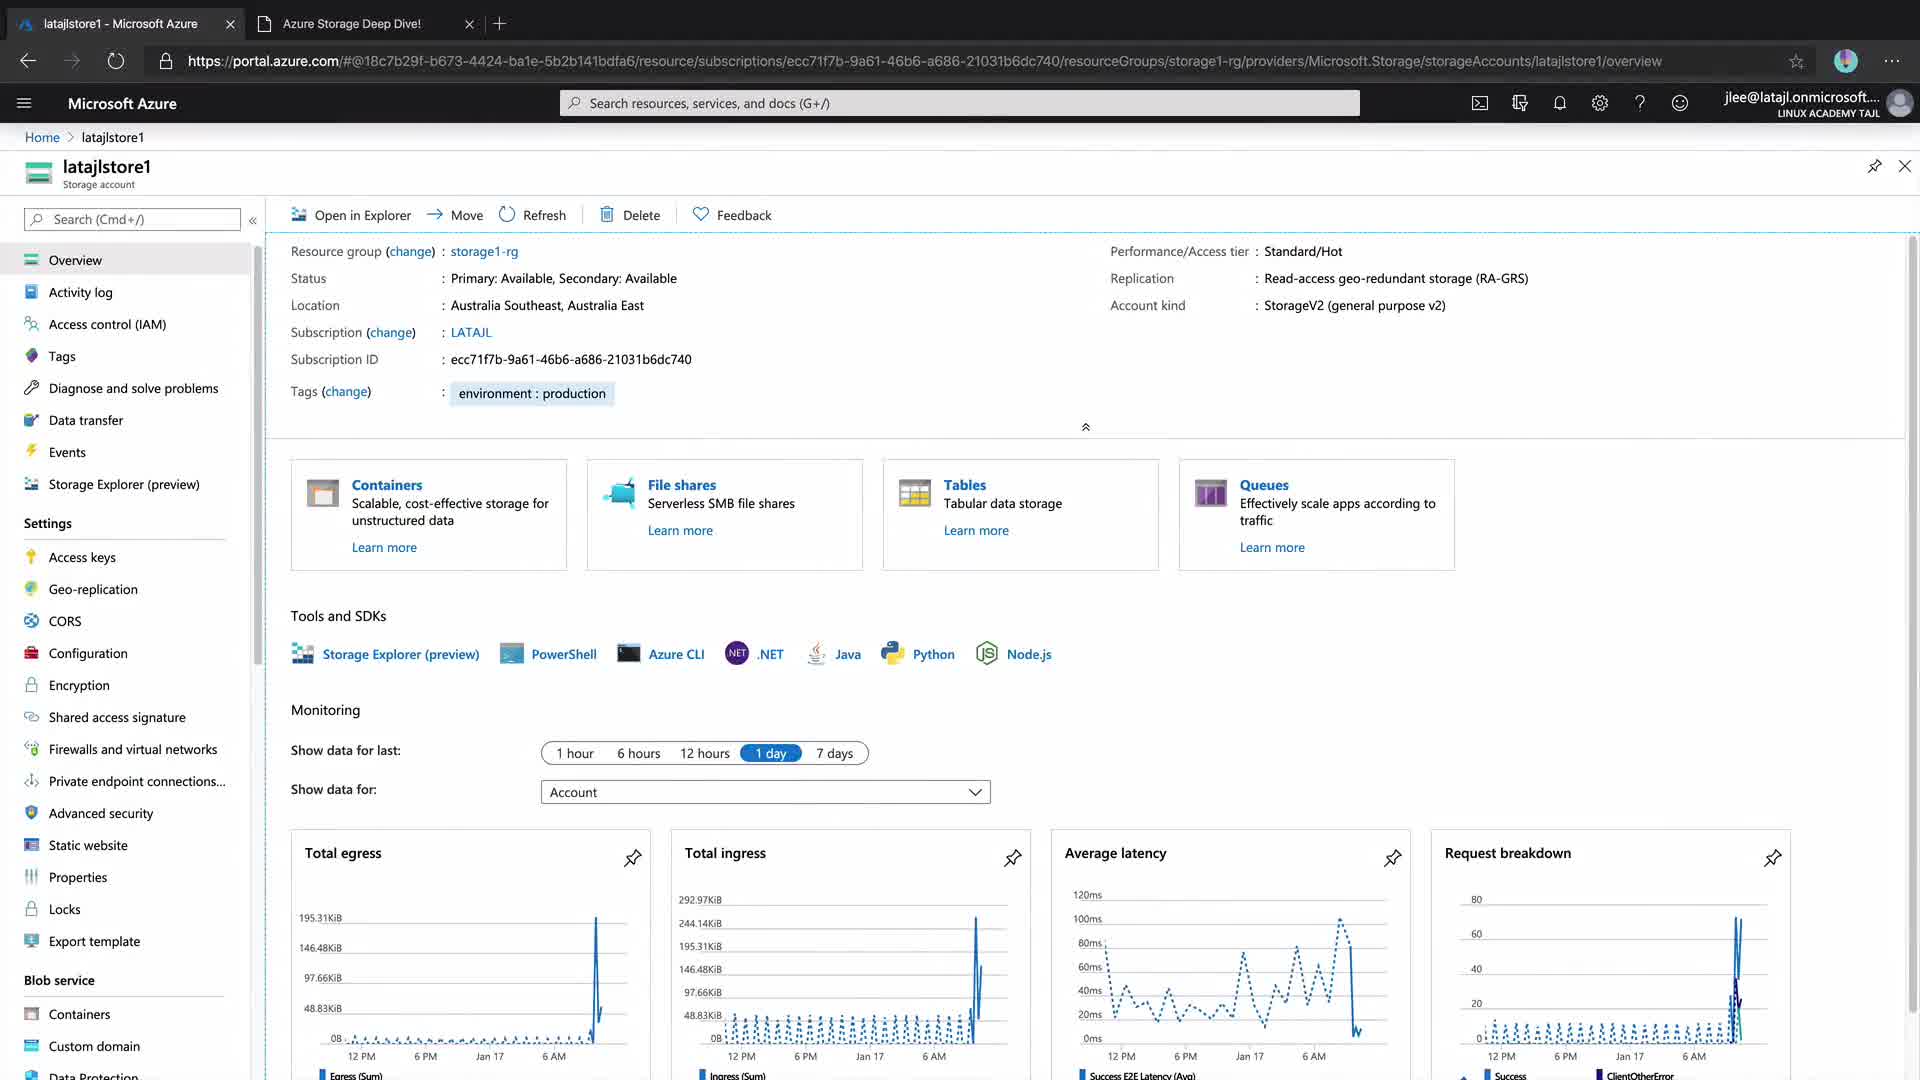 latajlstore1 - Microsoft Azure
Azure Storage Deep Dive!
https://portal.azure.com/#@18c7b29f-b673-4424-ba1e-5b2b141bdfa6/resource/subscriptions/ecc71f7b-9a61-46b6-a686-21031b6dc740/resourceGroups/storage1-rg/providers/Microsoft.Storage/storageAccounts/latajlstore1/overview
Microsoft Azure
Search resources, services, and docs (G+/)
jlee@latajl.onmicrosoft....
LINUX ACADEMY TAJL
Home > latajlstore1
latajlstore1
Storage account
Search (Cmd+/)
Overview
Activity log
Access control (IAM)
Tags
Diagnose and solve problems
Data transfer
Events
Storage Explorer (preview)
Settings
Access keys
Geo-replication
CORS
Configuration
Encryption
Shared access signature
Firewalls and virtual networks
Private endpoint connections...
Advanced security
Static website
Properties
Locks
Export template
Blob service
Containers
Custom domain
Data Protection
Open in Explorer Move Refresh Delete Feedback
Resource group (change) : storage1-rg
Status : Primary: Available, Secondary: Available
Location : Australia Southeast, Australia East
Subscription (change) : LATAJL
Subscription ID : ecc71f7b-9a61-46b6-a686-21031b6dc740
Tags (change) : environment : production
Performance/Access tier : Standard/Hot
Replication : Read-access geo-redundant storage (RA-GRS)
Account kind : StorageV2 (general purpose v2)
Containers
Scalable, cost-effective storage for
unstructured data
Learn more
File shares
Serverless SMB file shares
Learn more
Tables
Tabular data storage
Learn more
Queues
Effectively scale apps according to
traffic
Learn more
Tools and SDKs
Storage Explorer (preview) PowerShell Azure CLI NET .NET Java Python JS Node.js
Monitoring
Show data for last:
1 hour 6 hours 12 hours 1 day 7 days
Show data for:
Account
Total egress
195.31KiB
146.48KiB
97.66KiB
48.83KiB
0B
12 PM 6 PM Jan 17 6 AM
Egress (Sum)
Total ingress
292.97KiB
244.14KiB
195.31KiB
146.48KiB
97.66KiB
48.83KiB
0B
12 PM 6 PM Jan 17 6 AM
Ingress (Sum)
Average latency
120ms
100ms
80ms
60ms
40ms
20ms
0ms
12 PM 6 PM Jan 17 6 AM
Success E2E Latency (Avg)
Request breakdown
80
60
40
20
0
12 PM 6 PM Jan 17 6 AM
Success ClientOtherError